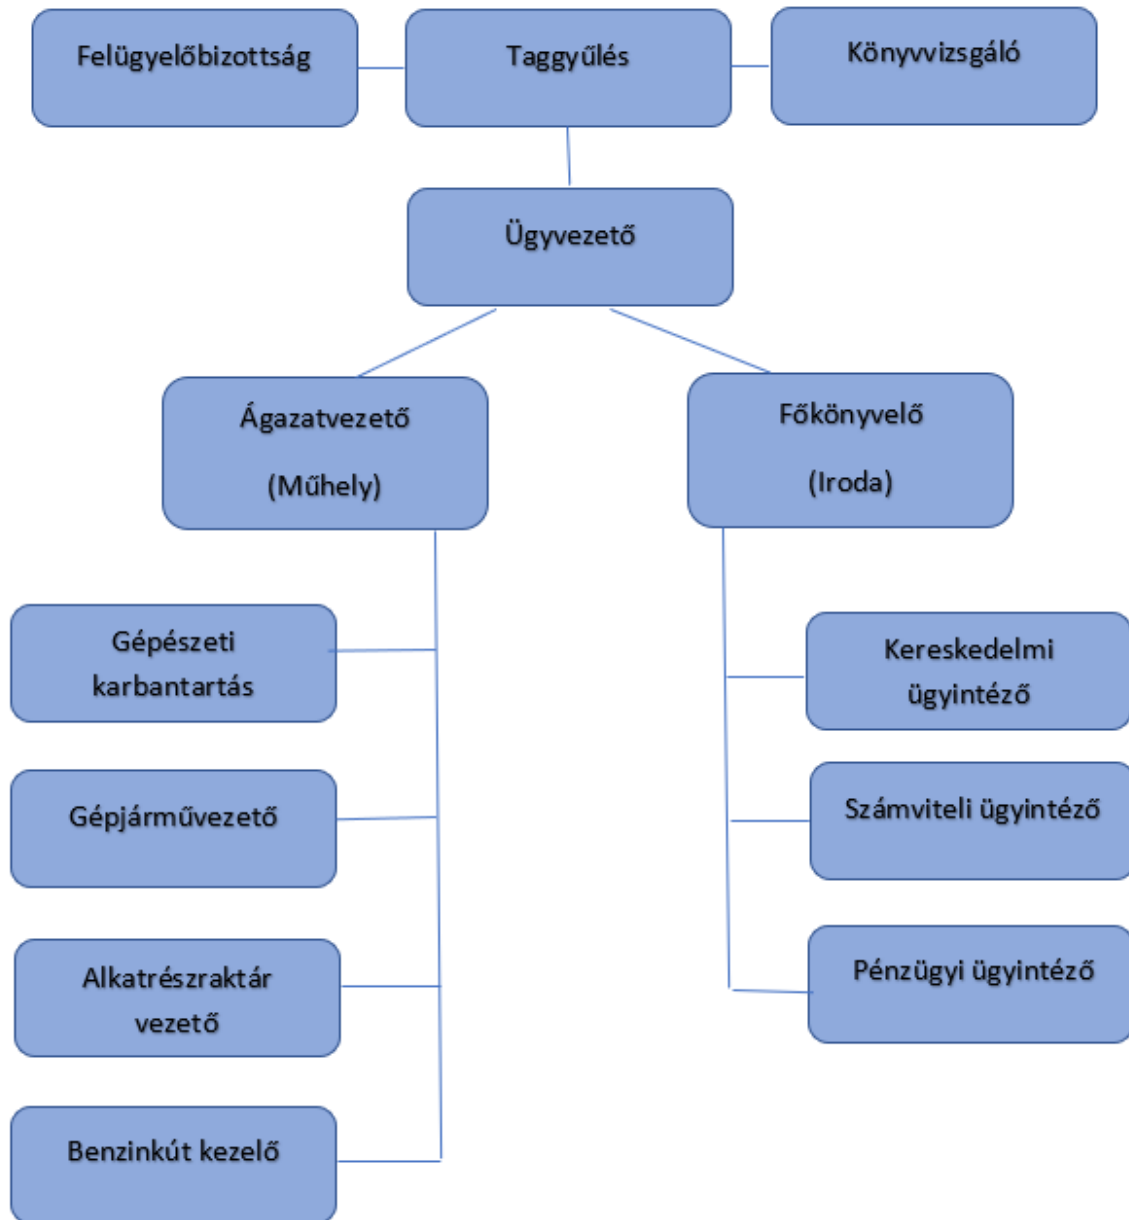 Felügyelőbizottság
Taggyűlés
Könyvvizsgáló
Ügyvezető
Ágazatvezető
(Műhely)
Főkönyvelő
(Iroda)
Gépészeti
karbantartás
Kereskedelmi
ügyintéző
Gépjárművezető
Számviteli ügyintéző
Alkatrészraktár
vezető
Pénzügyi ügyintéző
Benzinkút kezelő